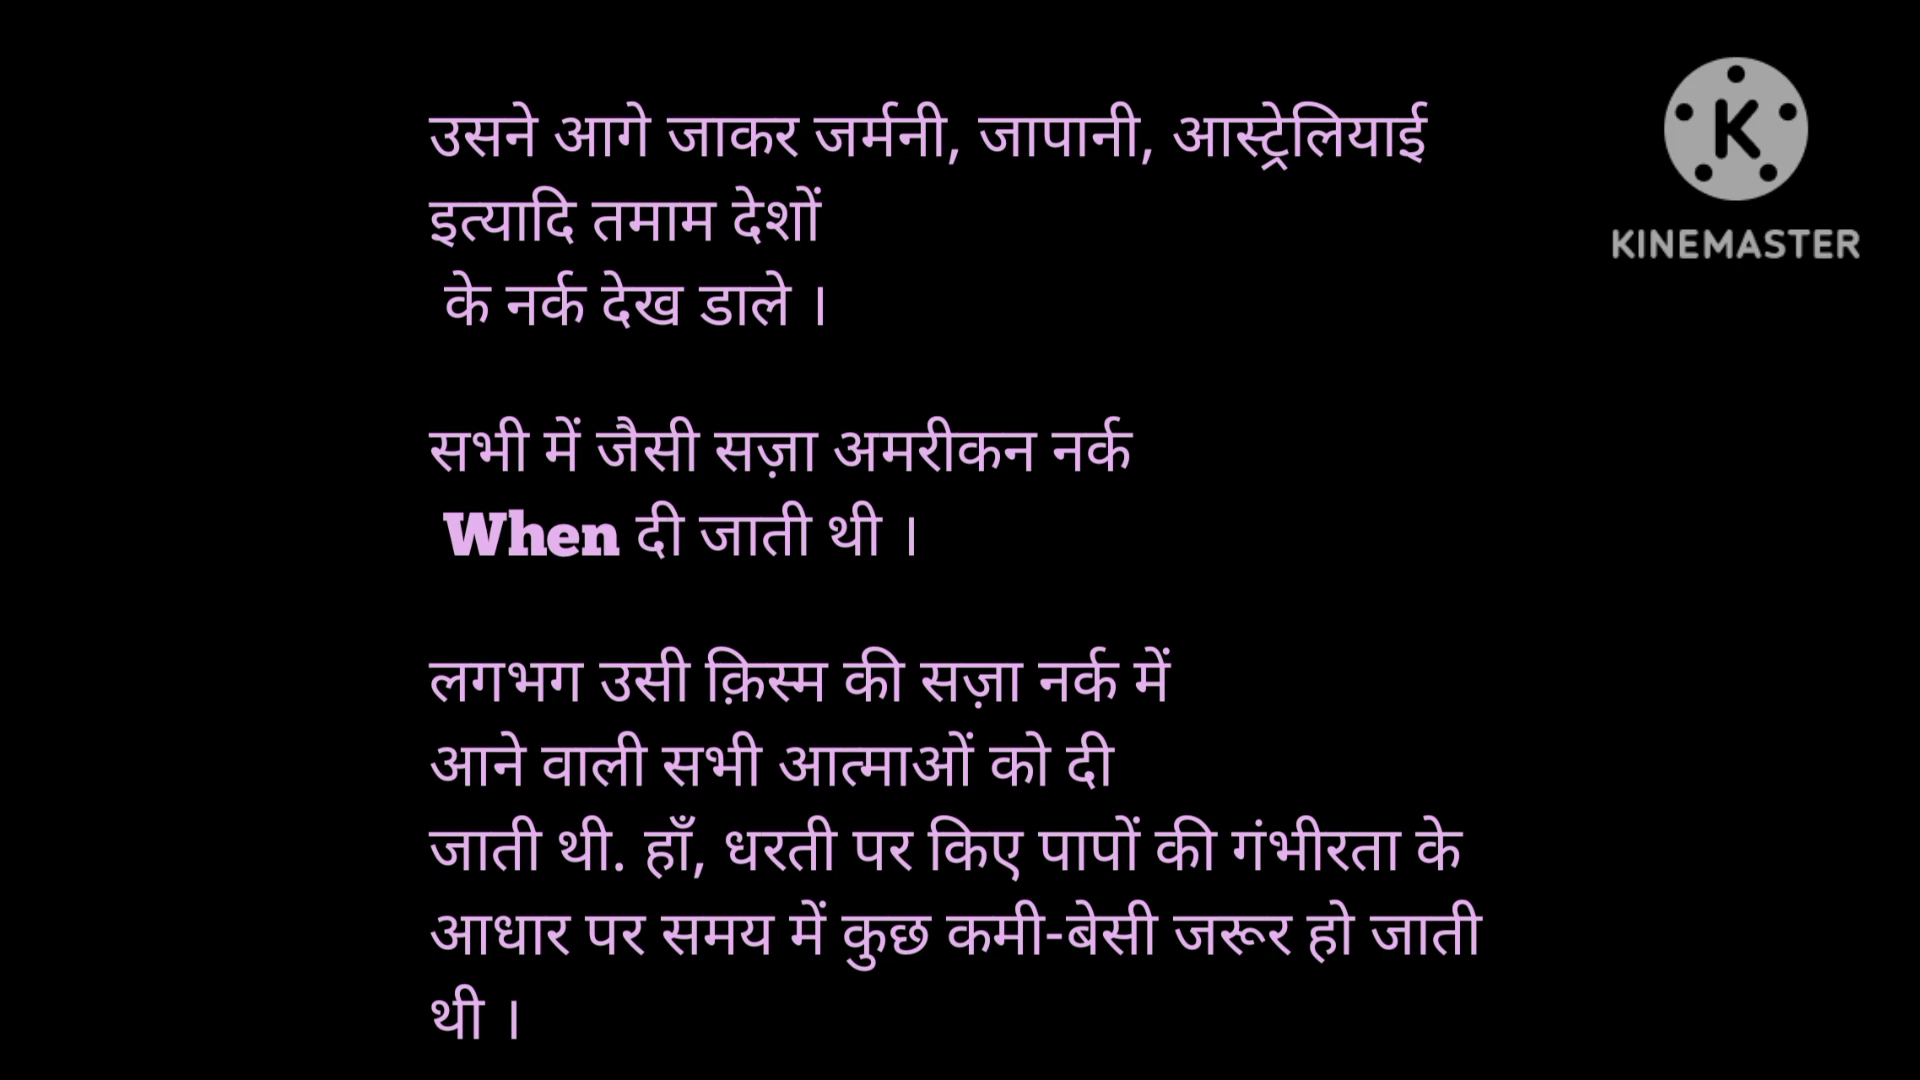 उसने आगे जाकर जर्मनी, जापानी, आस्ट्रेलियाई
इत्यादि तमाम देशों
के नर्क देख डाले ।
सभी में जैसी सज़ा अमरीकन नर्क
When दी जाती थी ।
लगभग उसी क़िस्म की सज़ा नर्क में
आने वाली सभी आत्माओं को दी
जाती थी. हाँ, धरती पर किए पापों की गंभीरता के
आधार पर समय में कुछ कमी-बेसी जरूर हो जाती
थी ।
K
KINEMASTER